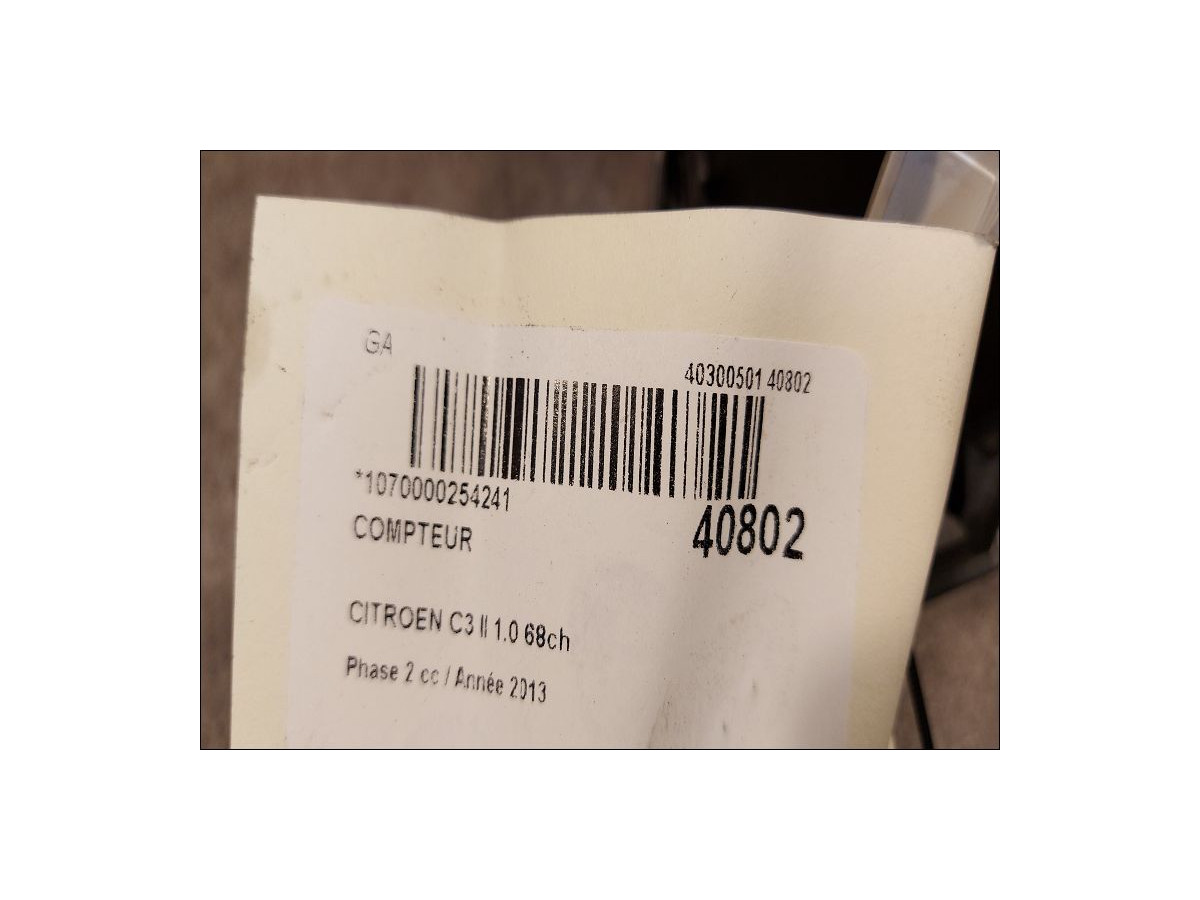 GA
40300501 40802
*1070000254241
40802
COMPTEUR
CITROEN C3 II 1.0 68ch
Phase 2 cc / Année 2013